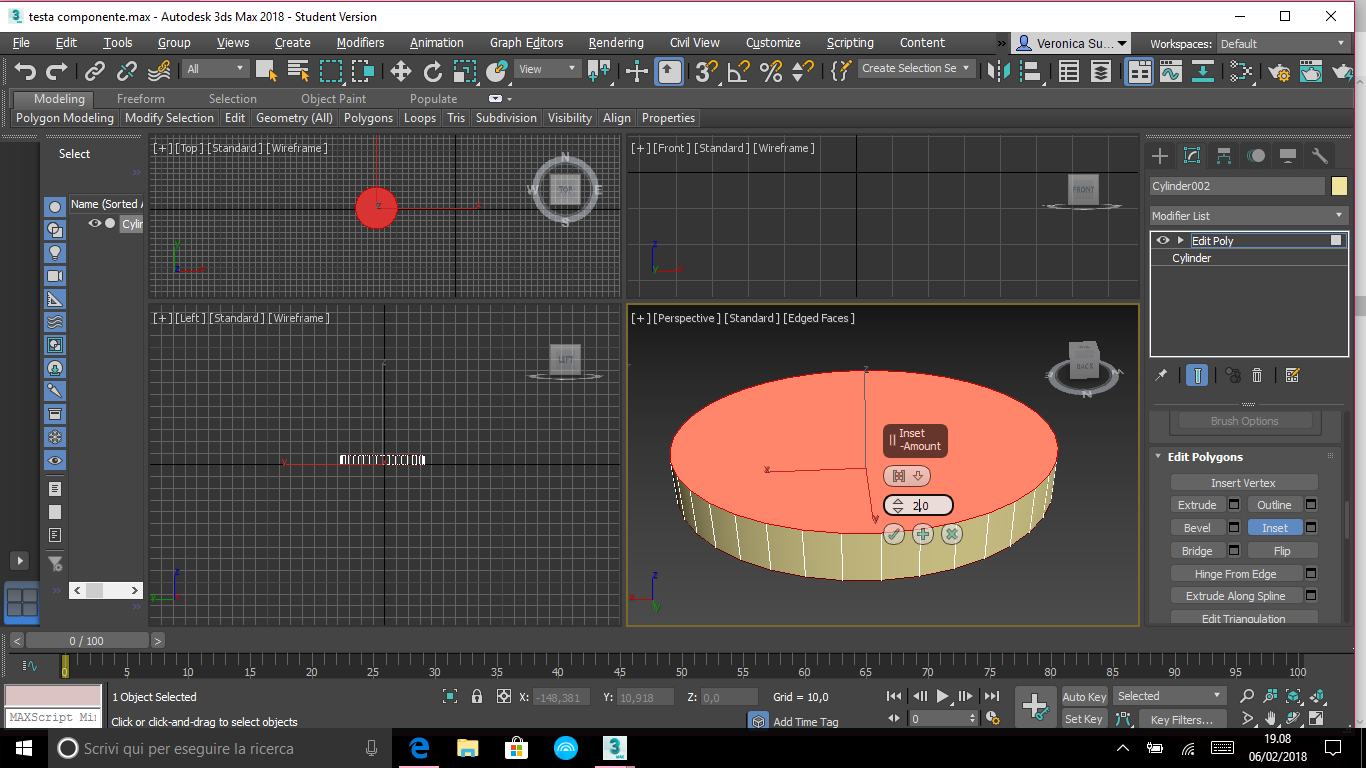 testa componente.max - Autodesk 3ds Max 2018 - Student Version
File Edit Tools Group Views Create Modifiers Animation Graph Editors Rendering Civil View Customize Scripting Content » Veronica Su... Workspaces: Default
All View Create Selection Se
Modeling Freeform Selection Object Paint Populate
Polygon Modeling Modify Selection Edit Geometry (All) Polygons Loops Tris Subdivision Visibility Align Properties
Select
Name (Sorted A
Cylin
[+] [Top] [Standard] [Wireframe]
N
W TOP E
S
[+] [Front] [Standard] [Wireframe]
FRONT
[+] [Left] [Standard] [Wireframe]
LEFT
[+] [Perspective] [Standard] [Edged Faces]
BACK
N
Inset
-Amount
2,0
Cylinder002
Modifier List
Edit Poly
Cylinder
Brush Options
Edit Polygons
Insert Vertex
Extrude Outline
Bevel Inset
Bridge Flip
Hinge From Edge
Extrude Along Spline
Edit Triangulation
< 0 / 100 >
0 5 10 15 20 25 30 35 40 45 50 55 60 65 70 75 80 85 90 95 100
1 Object Selected X: -148,381 Y: 10,918 Z: 0,0 Grid = 10,0 Auto Key Selected
MAXScript Mi
Click or click-and-drag to select objects Add Time Tag 0 Set Key Key Filters...
Scrivi qui per eseguire la ricerca
19.08
06/02/2018